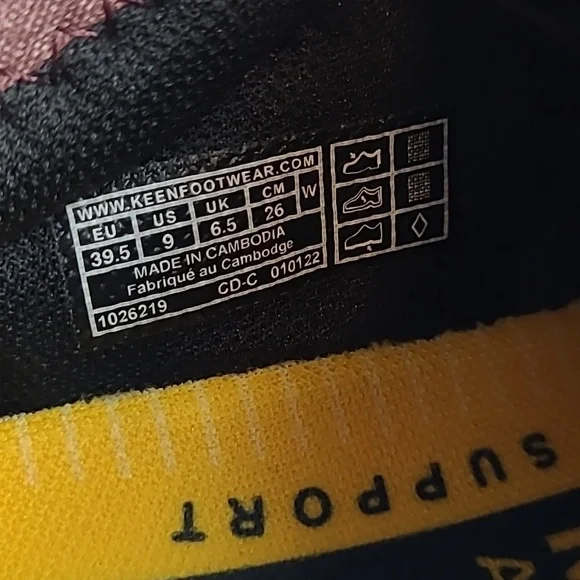 WWW.KEENFOOTWEAR.COM
EU US UK CM W
39.5 9 6.5 26
MADE IN CAMBODIA
Fabriqué au Cambodge
CD-C 010122
1026219
SUPPORT